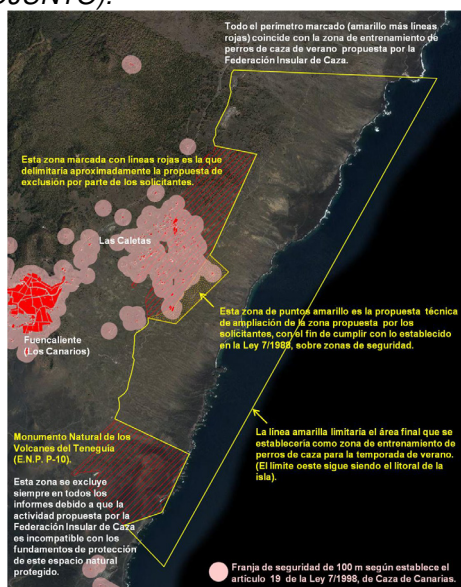 OJUNTO).
Todo el perímetro marcado (amarillo más líneas
rojas) coincide con la zona de entrenamiento de
perros de caza de verano propuesta por la
Federación Insular de Caza.
Esta zona marcada con líneas rojas es la que
delimitaría aproximadamente la propuesta de
exclusión por parte de los solicitantes.
Las Caletas
Esta zona de puntos amarillo es la propuesta técnica
de ampliación de la zona propuesta por los
solicitantes, con el fin de cumplir con lo establecido
en la Ley 7/1988, sobre zonas de seguridad.
Fuencaliente
(Los Canarios)
La línea amarilla limitaría el área final que se
establecería como zona de entrenamiento de
perros de caza para la temporada de verano.
(El límite oeste sigue siendo el litoral de la
isla).
Monumento Natural de los
Volcanes del Teneguía
(E.N.P. P-10).
Esta zona se excluye
siempre en todos los
informes debido a que la
actividad propuesta por la
Federación Insular de Caza
es incompatible con los
fundamentos de protección
de este espacio natural
protegido.
Franja de seguridad de 100 m según establece el
artículo 19 de la Ley 7/1998, de Caza de Canarias.